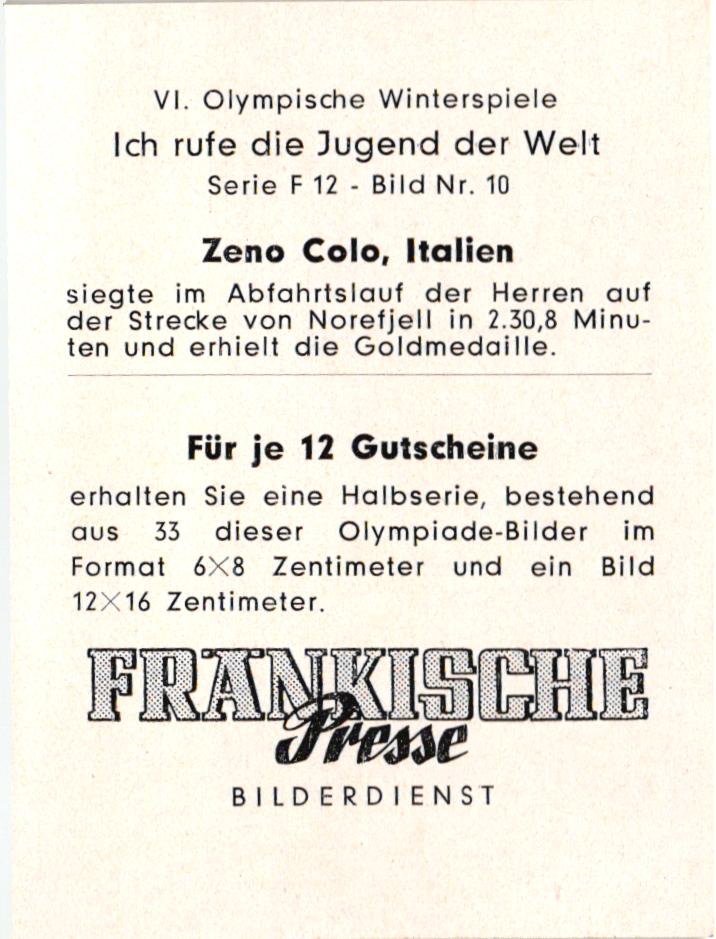 VI. Olympische Winterspiele
Ich rufe die Jugend der Welt
Serie F 12 - Bild Nr. 10
Zeno Colo, Italien
siegte im Abfahrtslauf der Herren auf
der Strecke von Norefjell in 2.30,8 Minu-
ten und erhielt die Goldmedaille.
Für je 12 Gutscheine
erhalten Sie eine Halbserie, bestehend
aus 33 dieser Olympiade-Bilder im
Format 6×8 Zentimeter und ein Bild
12×16 Zentimeter.
FRÄNKISCHE
Presse
BILDERDIENST